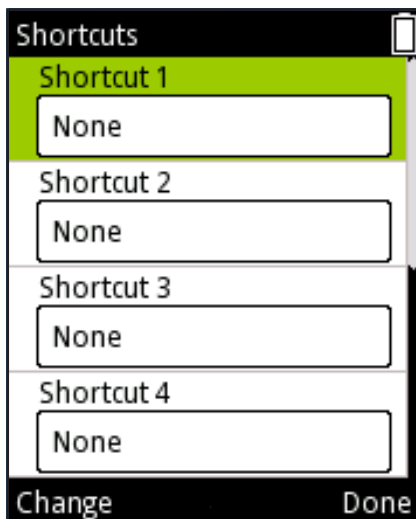 Shortcuts
Shortcut 1
None
Shortcut 2
None
Shortcut 3
None
Shortcut 4
None
Change Done